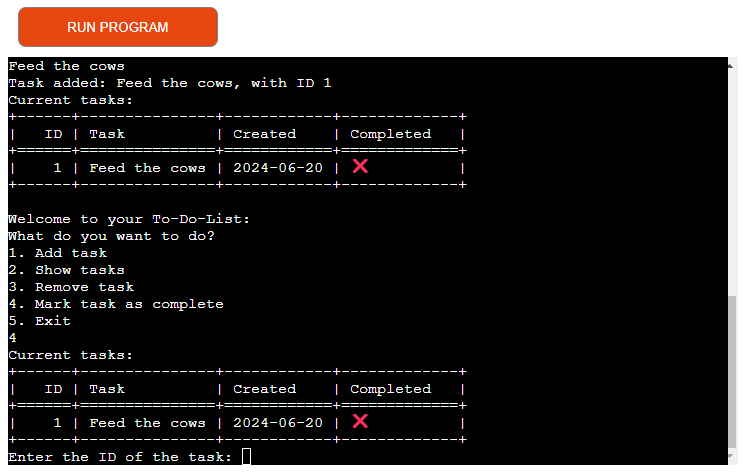 RUN PROGRAM
Feed the cows
Task added: Feed the cows, with ID 1
Current tasks:
+------+---------------+------------+-------------+
|   ID | Task          | Created    | Completed   |
+======+===============+============+=============+
|    1 | Feed the cows | 2024-06-20 | ❌          |
+------+---------------+------------+-------------+
Welcome to your To-Do-List:
What do you want to do?
1. Add task
2. Show tasks
3. Remove task
4. Mark task as complete
5. Exit
4
Current tasks:
+------+---------------+------------+-------------+
|   ID | Task          | Created    | Completed   |
+======+===============+============+=============+
|    1 | Feed the cows | 2024-06-20 | ❌          |
+------+---------------+------------+-------------+
Enter the ID of the task: